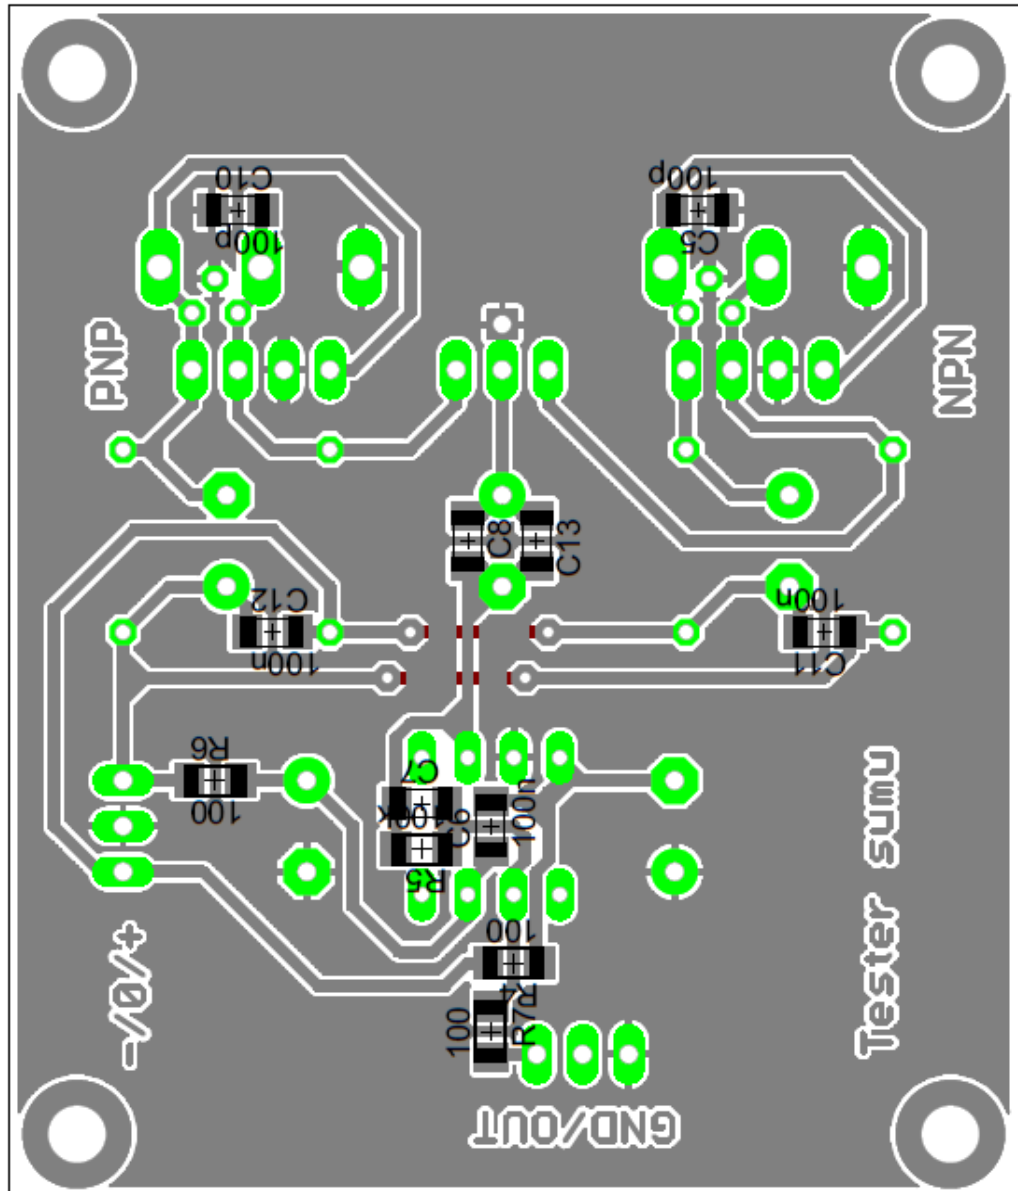 C10
100p
100p
C5
PNP
NPN
C8
C13
C12
100n
100n
C11
R6
100
C7
100k
R5
C6
100n
Tester sumu
-/0/+
100
R4
100
R7
GND/OUT